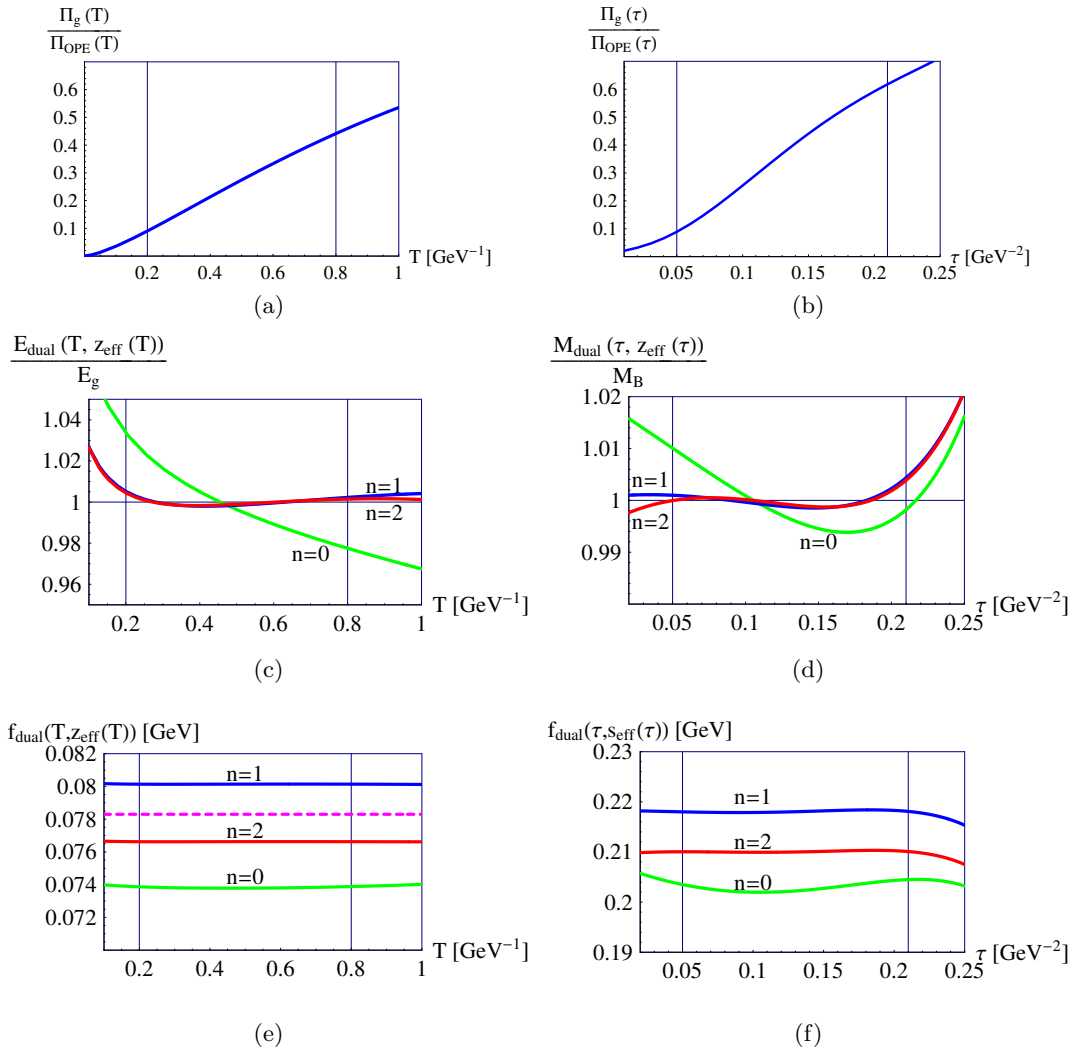 Π_g (T)
Π_OPE (T)
0.6
0.5
0.4
0.3
0.2
0.1
0.2 0.4 0.6 0.8 1
T [GeV⁻¹]
(a)
Π_g (τ)
Π_OPE (τ)
0.6
0.5
0.4
0.3
0.2
0.1
0.05 0.1 0.15 0.2 0.25
τ [GeV⁻²]
(b)
E_dual (T, z_eff (T))
E_g
1.04
1.02
1
0.98
0.96
n=1
n=2
n=0
0.2 0.4 0.6 0.8 1
T [GeV⁻¹]
(c)
M_dual (τ, z_eff (τ))
M_B
1.02
1.01
1
0.99
n=1
n=2
n=0
0.05 0.1 0.15 0.2 0.25
τ [GeV⁻²]
(d)
f_dual(T,z_eff(T)) [GeV]
0.082
0.08
0.078
0.076
0.074
0.072
n=1
n=2
n=0
0.2 0.4 0.6 0.8 1
T [GeV⁻¹]
(e)
f_dual(τ,s_eff(τ)) [GeV]
0.23
0.22
0.21
0.2
0.19
n=1
n=2
n=0
0.05 0.1 0.15 0.2 0.25
τ [GeV⁻²]
(f)